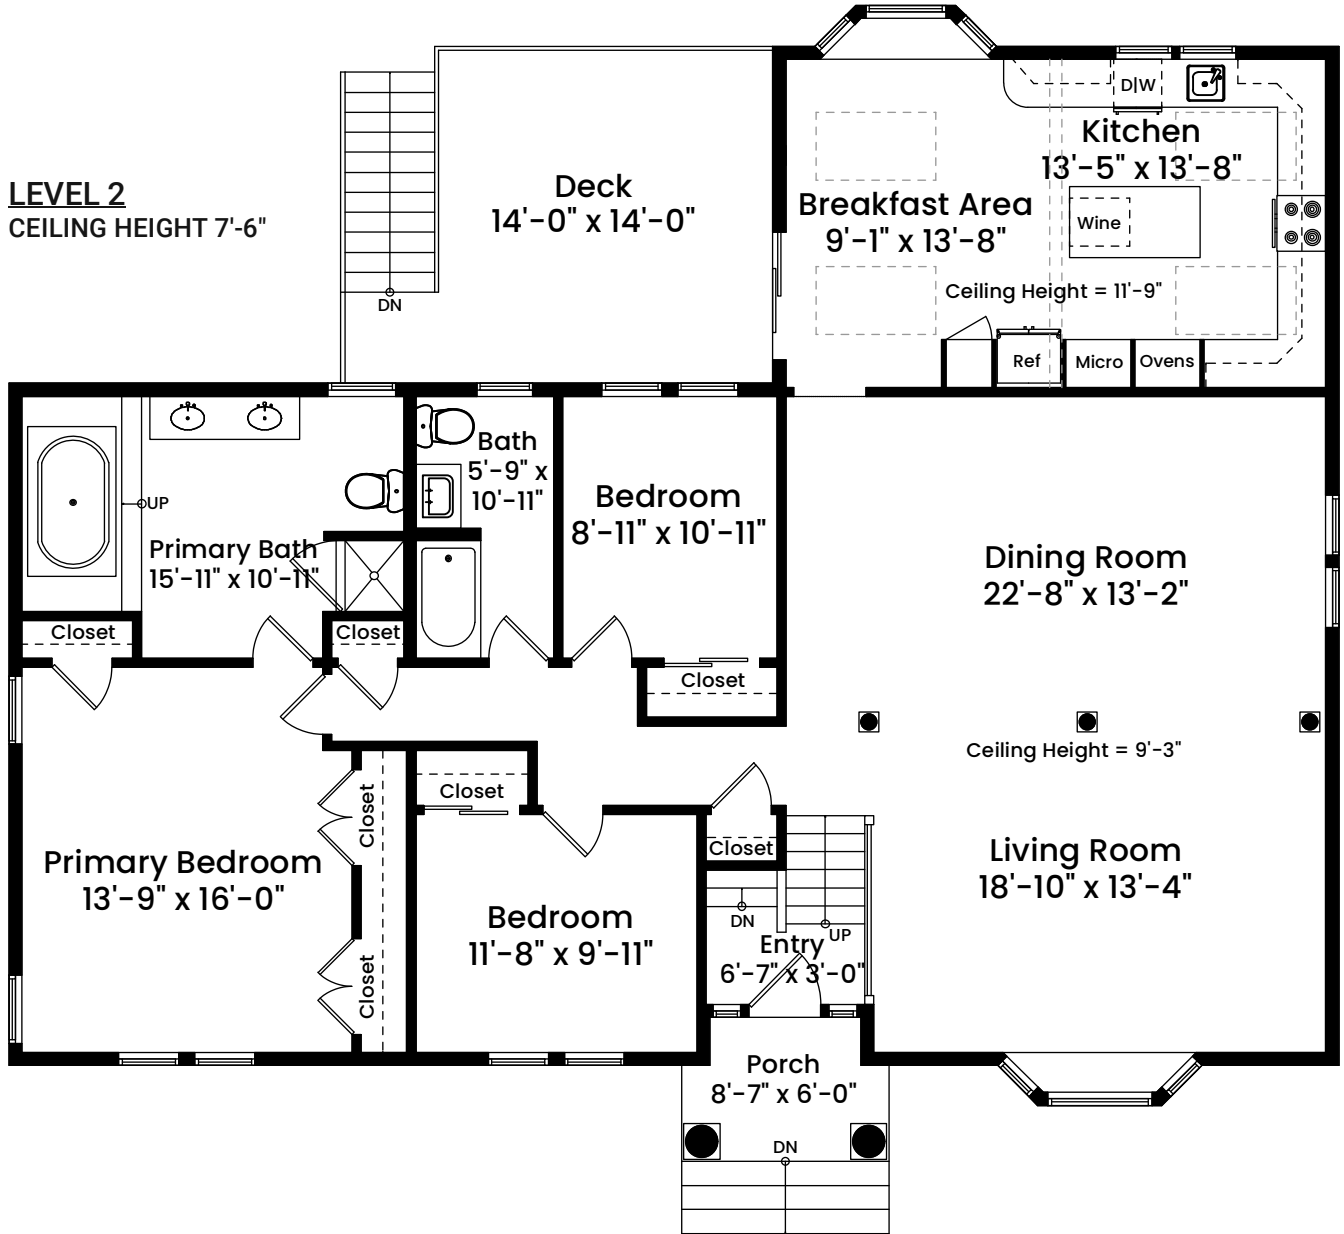 LEVEL 2
CEILING HEIGHT 7'-6"
DN
Deck
14'-0" x 14'-0"
D|W
Kitchen
13'-5" x 13'-8"
Breakfast Area
9'-1" x 13'-8"
Wine
Ceiling Height = 11'-9"
Ref
Micro
Ovens
UP
Primary Bath
15'-11" x 10'-11"
Closet
Closet
Bath
5'-9" x
10'-11"
Bedroom
8'-11" x 10'-11"
Closet
Dining Room
22'-8" x 13'-2"
Ceiling Height = 9'-3"
Living Room
18'-10" x 13'-4"
Primary Bedroom
13'-9" x 16'-0"
Closet
Closet
Closet
Bedroom
11'-8" x 9'-11"
Closet
DN
UP
Entry
6'-7" x 3'-0"
Porch
8'-7" x 6'-0"
DN